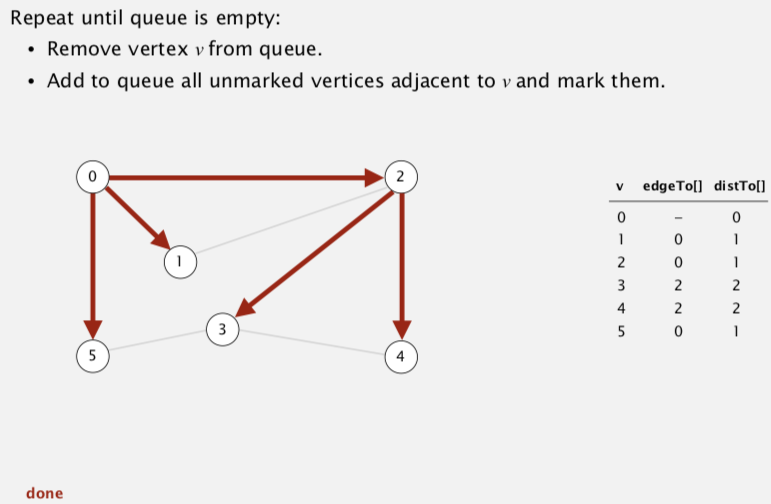 Repeat until queue is empty:
• Remove vertex v from queue.
• Add to queue all unmarked vertices adjacent to v and mark them.
0
2
1
3
5
4
v edgeTo[] distTo[]
0 – 0
1 0 1
2 0 1
3 2 2
4 2 2
5 0 1
done